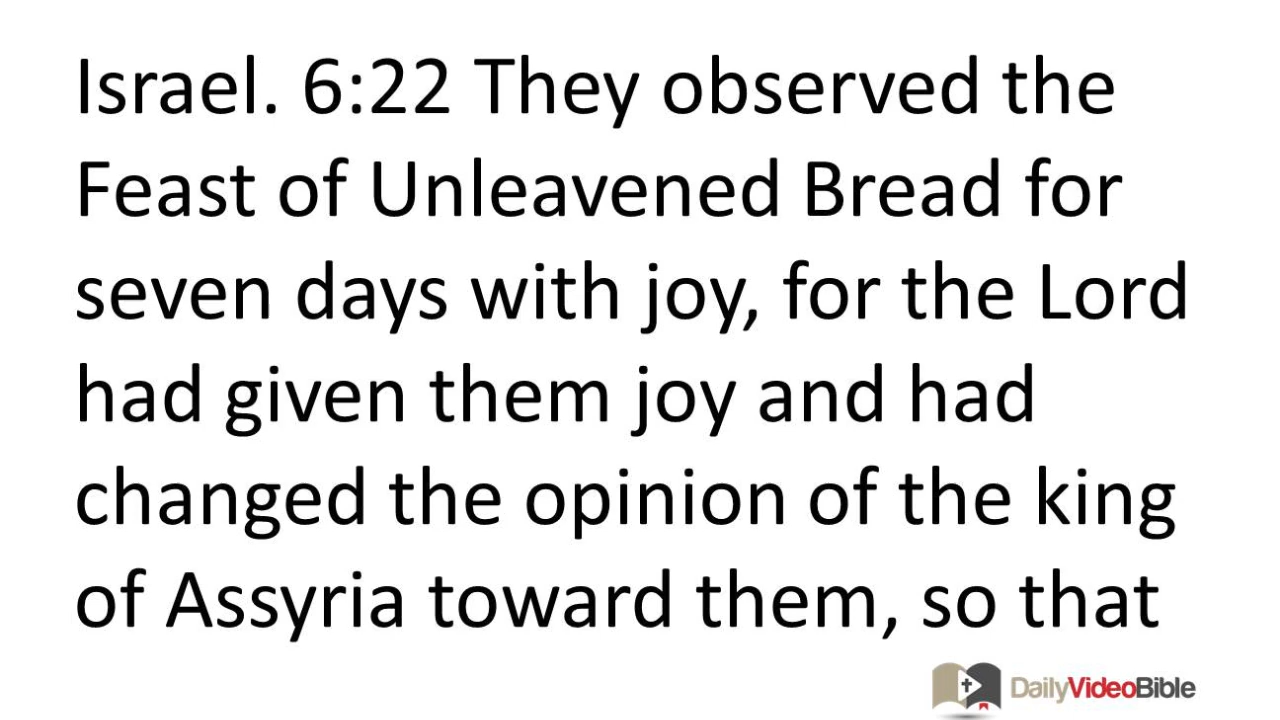 Israel. 6:22 They observed the
Feast of Unleavened Bread for
seven days with joy, for the Lord
had given them joy and had
changed the opinion of the king
of Assyria toward them, so that
DailyVideoBible